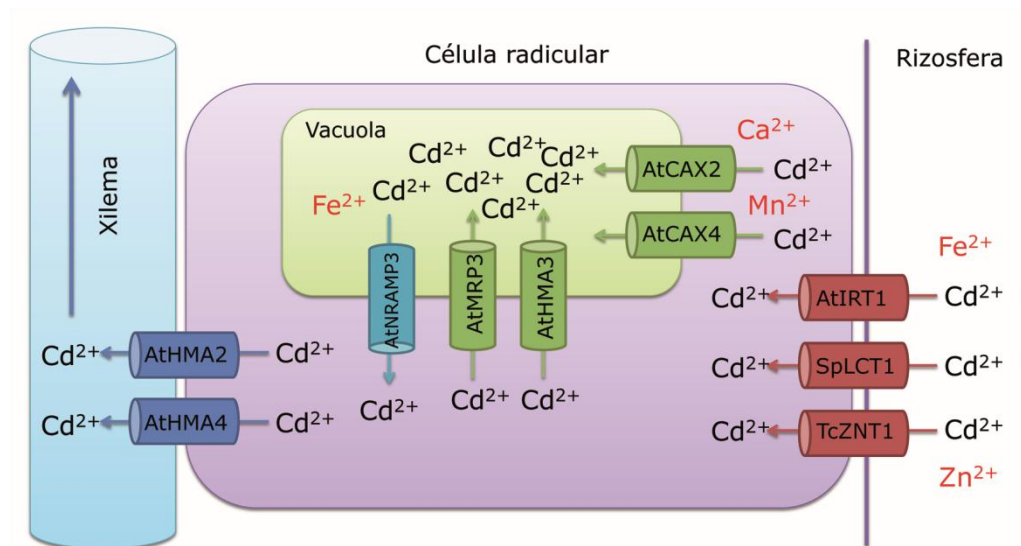 Célula radicular
Rizosfera
Xilema
Vacuola
Cd²⁺
Cd²⁺
Cd²⁺
Cd²⁺
Cd²⁺
Cd²⁺
Cd²⁺
Fe²⁺
Ca²⁺
AtCAX2
Cd²⁺
Mn²⁺
AtCAX4
Cd²⁺
AtNRAMP3
AtMRP3
AtHMA3
Fe²⁺
Cd²⁺
AtIRT1
Cd²⁺
Cd²⁺
AtHMA2
Cd²⁺
Cd²⁺
SpLCT1
Cd²⁺
Cd²⁺
Cd²⁺
Cd²⁺
Cd²⁺
AtHMA4
Cd²⁺
Cd²⁺
TcZNT1
Cd²⁺
Zn²⁺